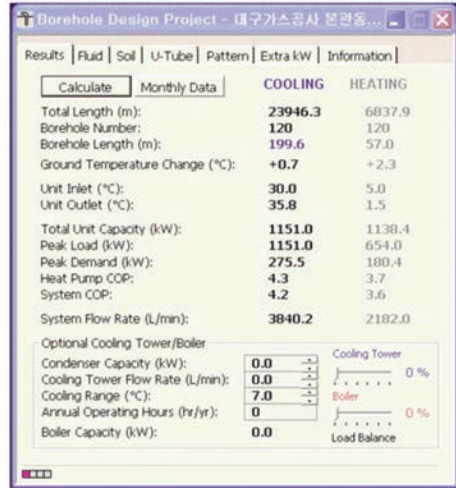 Borehole Design Project - 대구가스공사 본관동...
Results Fluid Soil U-Tube Pattern Extra kW Information
Calculate Monthly Data COOLING HEATING
Total Length (m): 23946.3 6837.9
Borehole Number: 120 120
Borehole Length (m): 199.6 57.0
Ground Temperature Change (°C): +0.7 +2.3
Unit Inlet (°C): 30.0 5.0
Unit Outlet (°C): 35.8 1.5
Total Unit Capacity (kW): 1151.0 1138.4
Peak Load (kW): 1151.0 654.0
Peak Demand (kW): 275.5 180.4
Heat Pump COP: 4.3 3.7
System COP: 4.2 3.6
System Flow Rate (L/min): 3840.2 2182.0
Optional Cooling Tower/Boiler
Condenser Capacity (kW): 0.0 Cooling Tower
Cooling Tower Flow Rate (L/min): 0.0 0 %
Cooling Range (°C): 7.0 Boiler
Annual Operating Hours (hr/yr): 0 0 %
Boiler Capacity (kW): 0.0 Load Balance